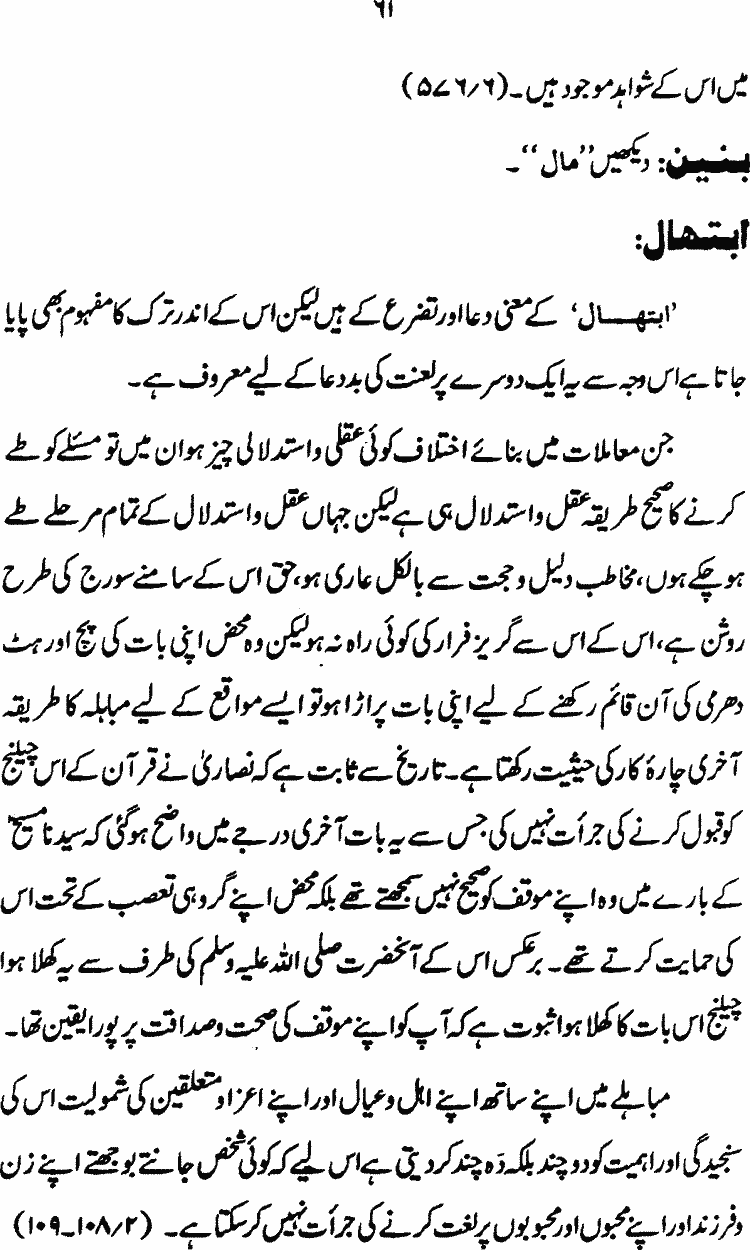 ۶۱
میں اس کے شواہد موجود ہیں۔ (۵۷۶/۶)
بنین: دیکھیں ”مال“۔
ابتھال:
’ابتھال‘ کے معنی دعا اور تضرع کے ہیں لیکن اس کے اندر ترک کا مفہوم بھی پایا
جاتا ہے اس وجہ سے یہ ایک دوسرے پر لعنت کی بددعا کے لیے معروف ہے۔
جن معاملات میں بنائے اختلاف کوئی عقلی و استدلالی چیز ہو ان میں تو مسئلے کو طے
کرنے کا صحیح طریقہ عقل و استدلال ہی ہے لیکن جہاں عقل و استدلال کے تمام مرحلے طے
ہو چکے ہوں، مخاطب دلیل و حجت سے بالکل عاری ہو، حق اس کے سامنے سورج کی طرح
روشن ہے، اس کے اس سے گریز فرار کی کوئی راہ نہ ہو لیکن وہ محض اپنی بات کی پچ اور ہٹ
دھرمی کی آن قائم رکھنے کے لیے اپنی بات پر اڑا ہو تو ایسے مواقع کے لیے مباہلہ کا طریقہ
آخری چارۂ کار کی حیثیت رکھتا ہے۔ تاریخ سے ثابت ہے کہ نصاریٰ نے قرآن کے اس چیلنج
کو قبول کرنے کی جرأت نہیں کی جس سے یہ بات آخری درجے میں واضح ہو گئی کہ سیدنا مسیحؑ
کے بارے میں وہ اپنے موقف کو صحیح نہیں سمجھتے تھے بلکہ محض اپنے گروہی تعصب کے تحت اس
کی حمایت کرتے تھے۔ برعکس اس کے آنحضرت صلی اللہ علیہ وسلم کی طرف سے یہ کھلا ہوا
چیلنج اس بات کا کھلا ہوا ثبوت ہے کہ آپ کو اپنے موقف کی صحت و صداقت پر پورا یقین تھا۔
مباہلے میں اپنے ساتھ اپنے اہل و عیال اور اپنے اعزا و متعلقین کی شمولیت اس کی
سنجیدگی اور اہمیت کو دو چند بلکہ دَہ چند کر دیتی ہے اس لیے کہ کوئی شخص جانتے بوجھتے اپنے زن
و فرزند اور اپنے محبوں اور محبوبوں پر لغت کرنے کی جرأت نہیں کر سکتا ہے۔ (۱۰۸/۲۔۱۰۹)